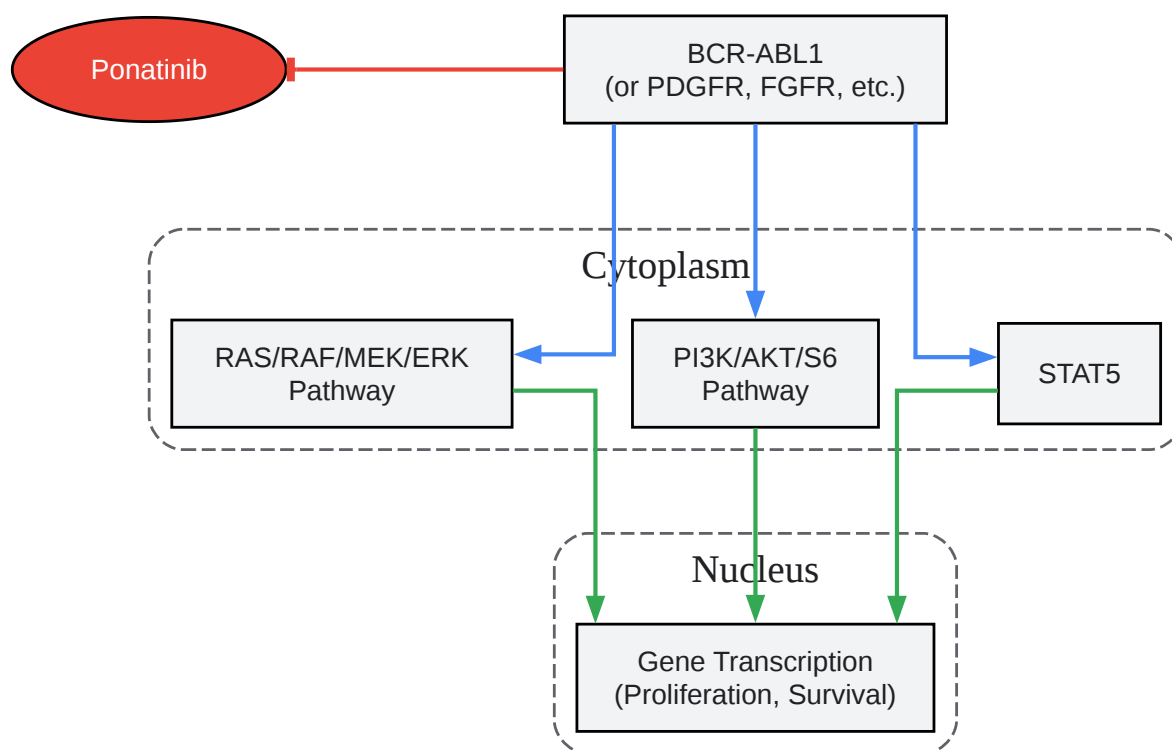 Ponatinib
BCR-ABL1
(or PDGFR, FGFR, etc.)
Cytoplasm
RAS/RAF/MEK/ERK
Pathway
PI3K/AKT/S6
Pathway
STAT5
Nucleus
Gene Transcription
(Proliferation, Survival)